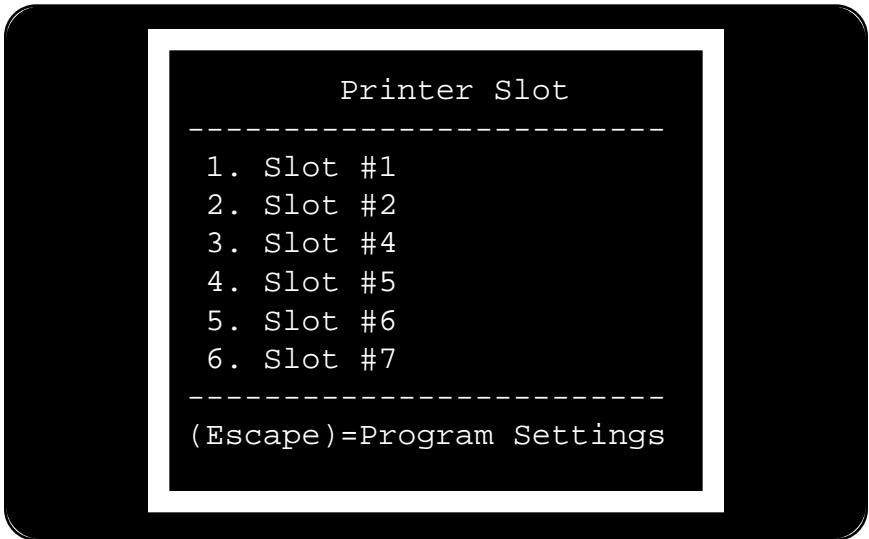 Printer Slot
-------------------------
1. Slot #1
2. Slot #2
3. Slot #4
4. Slot #5
5. Slot #6
6. Slot #7
-------------------------
(Escape)=Program Settings